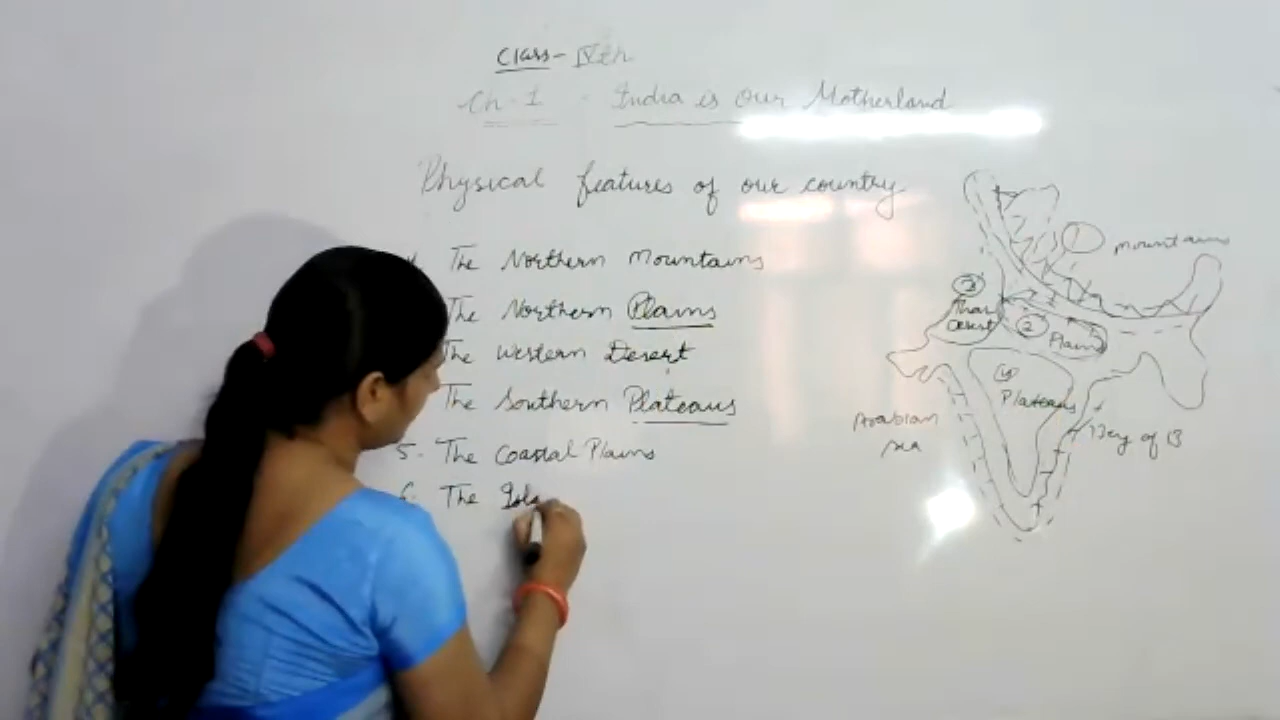 Class - IVth
Ch-1 - India is our Motherland
Physical features of our country
The Northern Mountains
The Northern Plains
The Western Desert
The Southern Plateaus
5. The Coastal Plains
6. The Isla
1 mountains
3 Thar Desert
2 Plains
4 Plateaus
Arabian sea
Bay of B